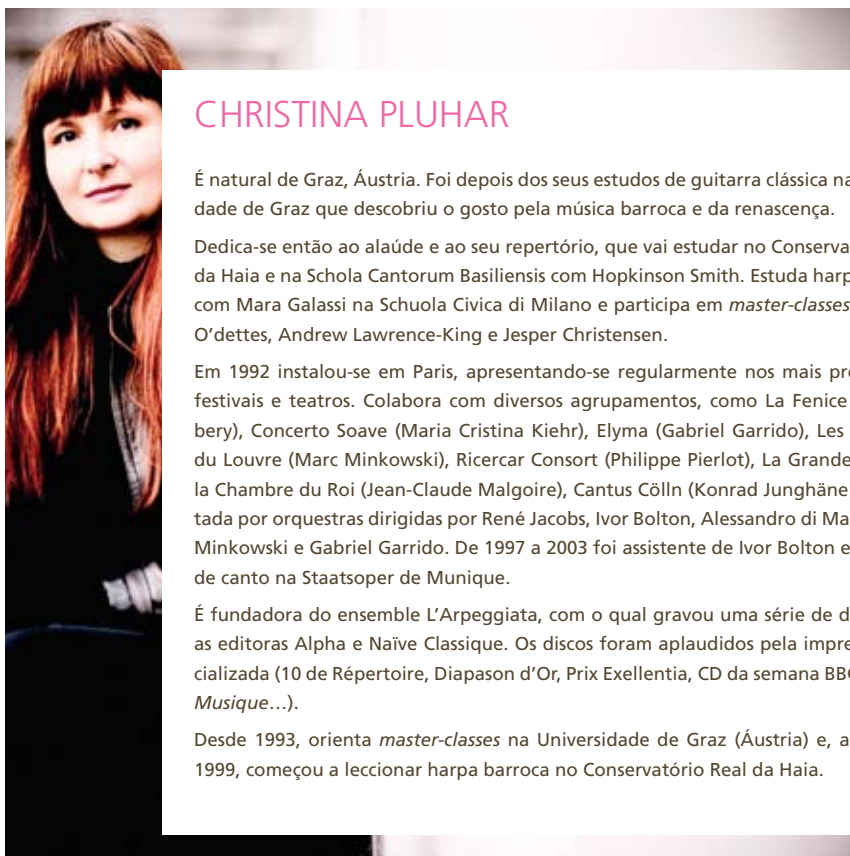 CHRISTINA PLUHAR
É natural de Graz, Áustria. Foi depois dos seus estudos de guitarra clássica na
dade de Graz que descobriu o gosto pela música barroca e da renascença.
Dedica-se então ao alaúde e ao seu repertório, que vai estudar no Conserva
da Haia e na Schola Cantorum Basiliensis com Hopkinson Smith. Estuda harp
com Mara Galassi na Schuola Civica di Milano e participa em master-classes
O'dettes, Andrew Lawrence-King e Jesper Christensen.
Em 1992 instalou-se em Paris, apresentando-se regularmente nos mais pre
festivais e teatros. Colabora com diversos agrupamentos, como La Fenice
bery), Concerto Soave (Maria Cristina Kiehr), Elyma (Gabriel Garrido), Les
du Louvre (Marc Minkowski), Ricercar Consort (Philippe Pierlot), La Grande
la Chambre du Roi (Jean-Claude Malgoire), Cantus Cölln (Konrad Junghäne
tada por orquestras dirigidas por René Jacobs, Ivor Bolton, Alessandro di Ma
Minkowski e Gabriel Garrido. De 1997 a 2003 foi assistente de Ivor Bolton e
de canto na Staatsoper de Munique.
É fundadora do ensemble L'Arpeggiata, com o qual gravou uma série de d
as editoras Alpha e Naïve Classique. Os discos foram aplaudidos pela impre
cializada (10 de Répertoire, Diapason d'Or, Prix Exellentia, CD da semana BBC
Musique…).
Desde 1993, orienta master-classes na Universidade de Graz (Áustria) e, a
1999, começou a leccionar harpa barroca no Conservatório Real da Haia.